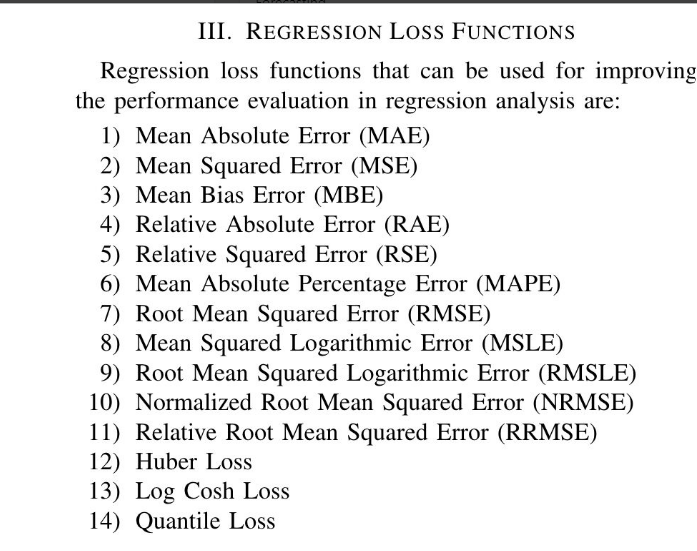 III. REGRESSION LOSS FUNCTIONS
Regression loss functions that can be used for improving
the performance evaluation in regression analysis are:
1) Mean Absolute Error (MAE)
2) Mean Squared Error (MSE)
3) Mean Bias Error (MBE)
4) Relative Absolute Error (RAE)
5) Relative Squared Error (RSE)
6) Mean Absolute Percentage Error (MAPE)
7) Root Mean Squared Error (RMSE)
8) Mean Squared Logarithmic Error (MSLE)
9) Root Mean Squared Logarithmic Error (RMSLE)
10) Normalized Root Mean Squared Error (NRMSE)
11) Relative Root Mean Squared Error (RRMSE)
12) Huber Loss
13) Log Cosh Loss
14) Quantile Loss